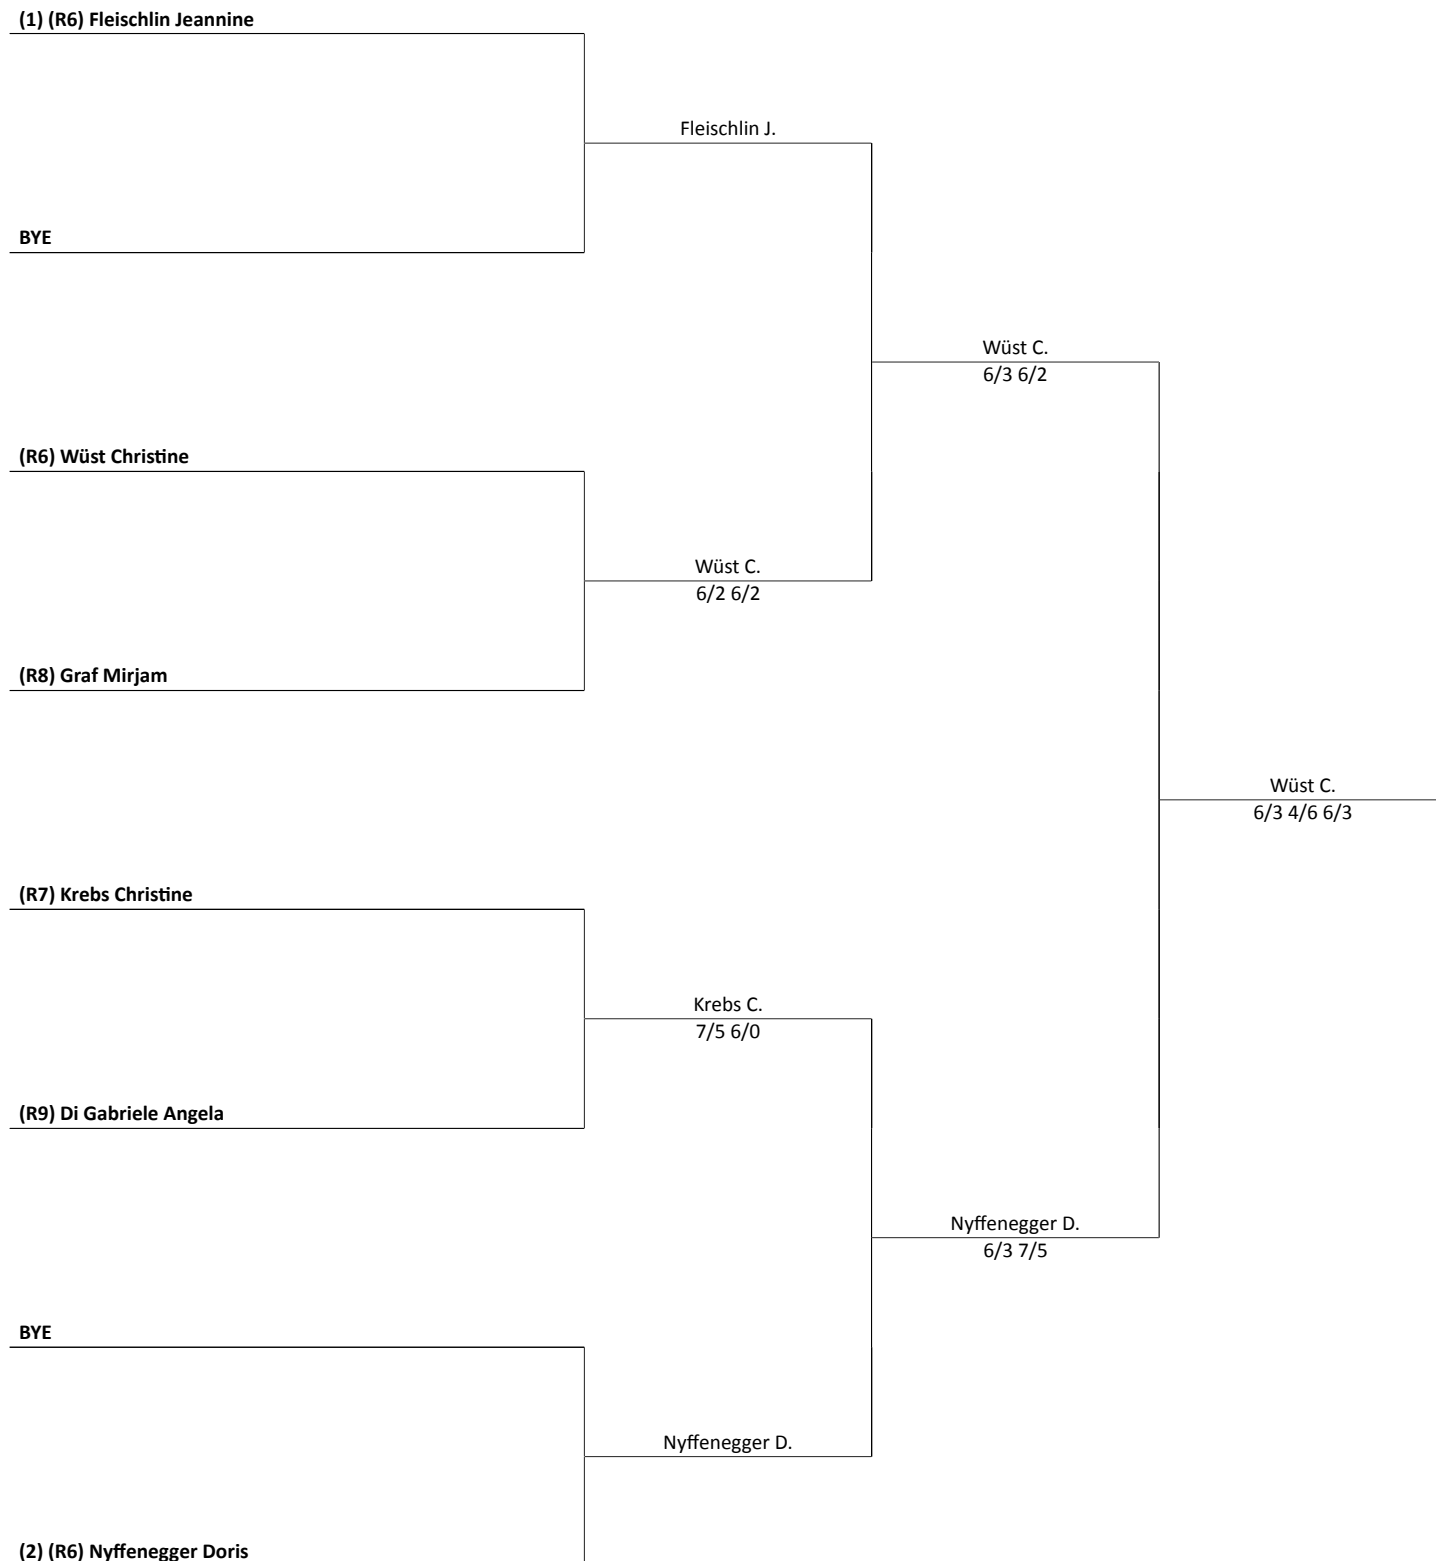 (1) (R6) Fleischlin Jeannine
Fleischlin J.
BYE
Wüst C.
6/3 6/2
(R6) Wüst Christine
Wüst C.
6/2 6/2
(R8) Graf Mirjam
Wüst C.
6/3 4/6 6/3
(R7) Krebs Christine
Krebs C.
7/5 6/0
(R9) Di Gabriele Angela
Nyffenegger D.
6/3 7/5
BYE
Nyffenegger D.
(2) (R6) Nyffenegger Doris